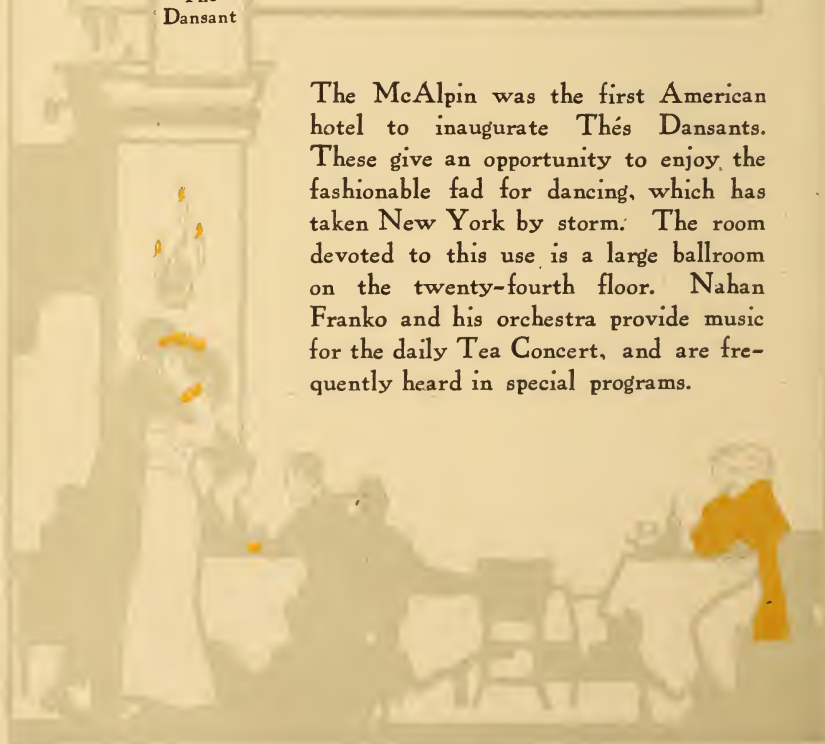 Dansant
The McAlpin was the first American
hotel to inaugurate Thés Dansants.
These give an opportunity to enjoy the
fashionable fad for dancing, which has
taken New York by storm. The room
devoted to this use is a large ballroom
on the twenty-fourth floor. Nahan
Franko and his orchestra provide music
for the daily Tea Concert, and are fre-
quently heard in special programs.